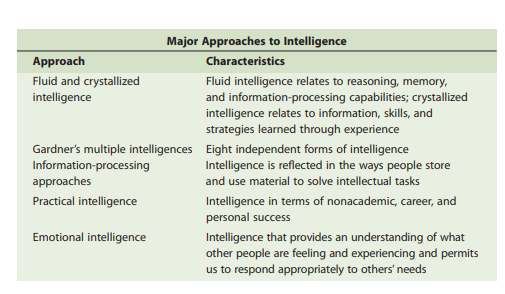 Major Approaches to Intelligence
Approach Characteristics
Fluid and crystallized Fluid intelligence relates to reasoning, memory,
intelligence and information-processing capabilities; crystallized
intelligence relates to information, skills, and
strategies learned through experience
Gardner's multiple intelligences Eight independent forms of intelligence
Information-processing Intelligence is reflected in the ways people store
approaches and use material to solve intellectual tasks
Practical intelligence Intelligence in terms of nonacademic, career, and
personal success
Emotional intelligence Intelligence that provides an understanding of what
other people are feeling and experiencing and permits
us to respond appropriately to others' needs